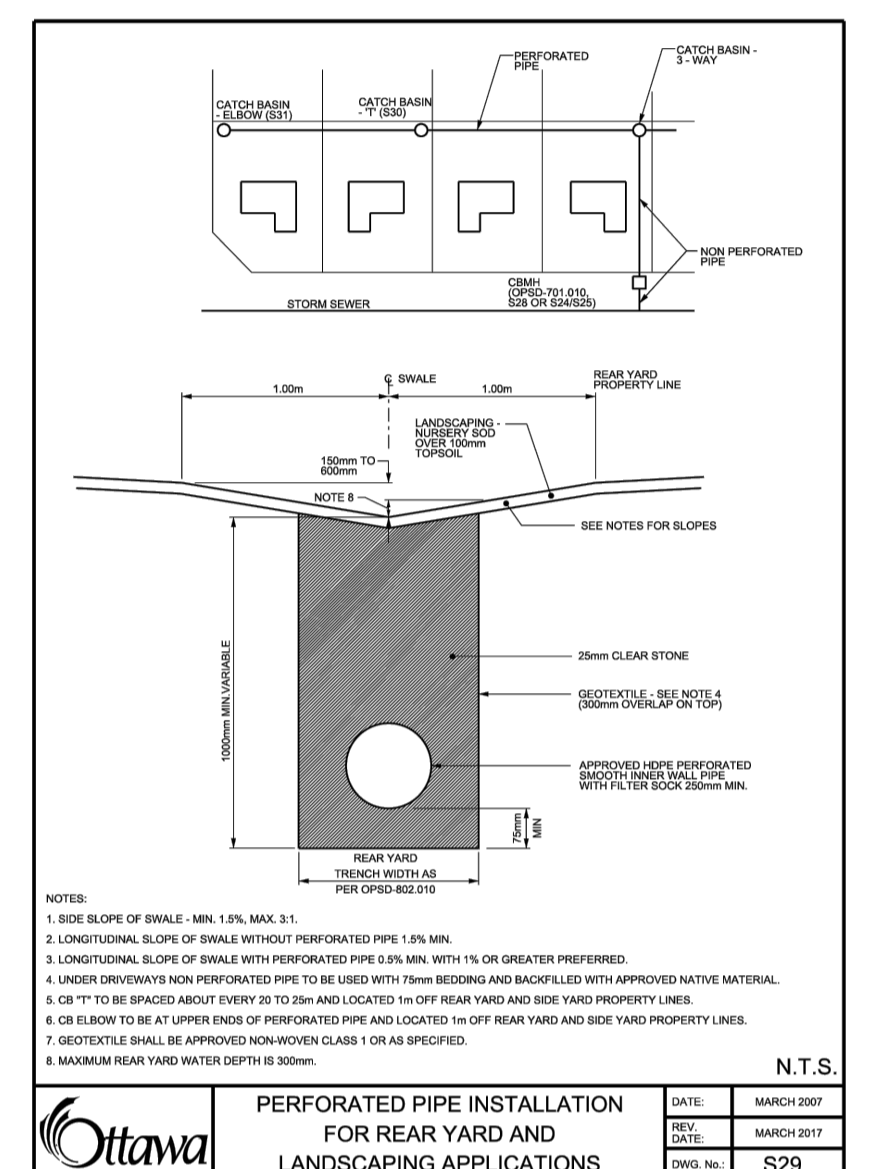 PERFORATED
PIPE
CATCH BASIN -
3 - WAY
CATCH BASIN
- ELBOW (S31)
CATCH BASIN
- 'T' (S30)
NON PERFORATED
PIPE
CBMH
(OPSD-701.010,
S28 OR S24/S25)
STORM SEWER
℄ SWALE
REAR YARD
PROPERTY LINE
1.00m
1.00m
LANDSCAPING -
NURSERY SOD
OVER 100mm
TOPSOIL
150mm TO
600mm
NOTE 8
SEE NOTES FOR SLOPES
1000mm MIN.VARIABLE
25mm CLEAR STONE
GEOTEXTILE - SEE NOTE 4
(300mm OVERLAP ON TOP)
APPROVED HDPE PERFORATED
SMOOTH INNER WALL PIPE
WITH FILTER SOCK 250mm MIN.
75mm
MIN
REAR YARD
TRENCH WIDTH AS
PER OPSD-802.010
NOTES:
1. SIDE SLOPE OF SWALE - MIN. 1.5%, MAX. 3:1.
2. LONGITUDINAL SLOPE OF SWALE WITHOUT PERFORATED PIPE 1.5% MIN.
3. LONGITUDINAL SLOPE OF SWALE WITH PERFORATED PIPE 0.5% MIN. WITH 1% OR GREATER PREFERRED.
4. UNDER DRIVEWAYS NON PERFORATED PIPE TO BE USED WITH 75mm BEDDING AND BACKFILLED WITH APPROVED NATIVE MATERIAL.
5. CB "T" TO BE SPACED ABOUT EVERY 20 TO 25m AND LOCATED 1m OFF REAR YARD AND SIDE YARD PROPERTY LINES.
6. CB ELBOW TO BE AT UPPER ENDS OF PERFORATED PIPE AND LOCATED 1m OFF REAR YARD AND SIDE YARD PROPERTY LINES.
7. GEOTEXTILE SHALL BE APPROVED NON-WOVEN CLASS 1 OR AS SPECIFIED.
8. MAXIMUM REAR YARD WATER DEPTH IS 300mm.
N.T.S.
Ottawa
PERFORATED PIPE INSTALLATION
FOR REAR YARD AND
LANDSCAPING APPLICATIONS
DATE: MARCH 2007
REV.
DATE: MARCH 2017
DWG. No.: S29